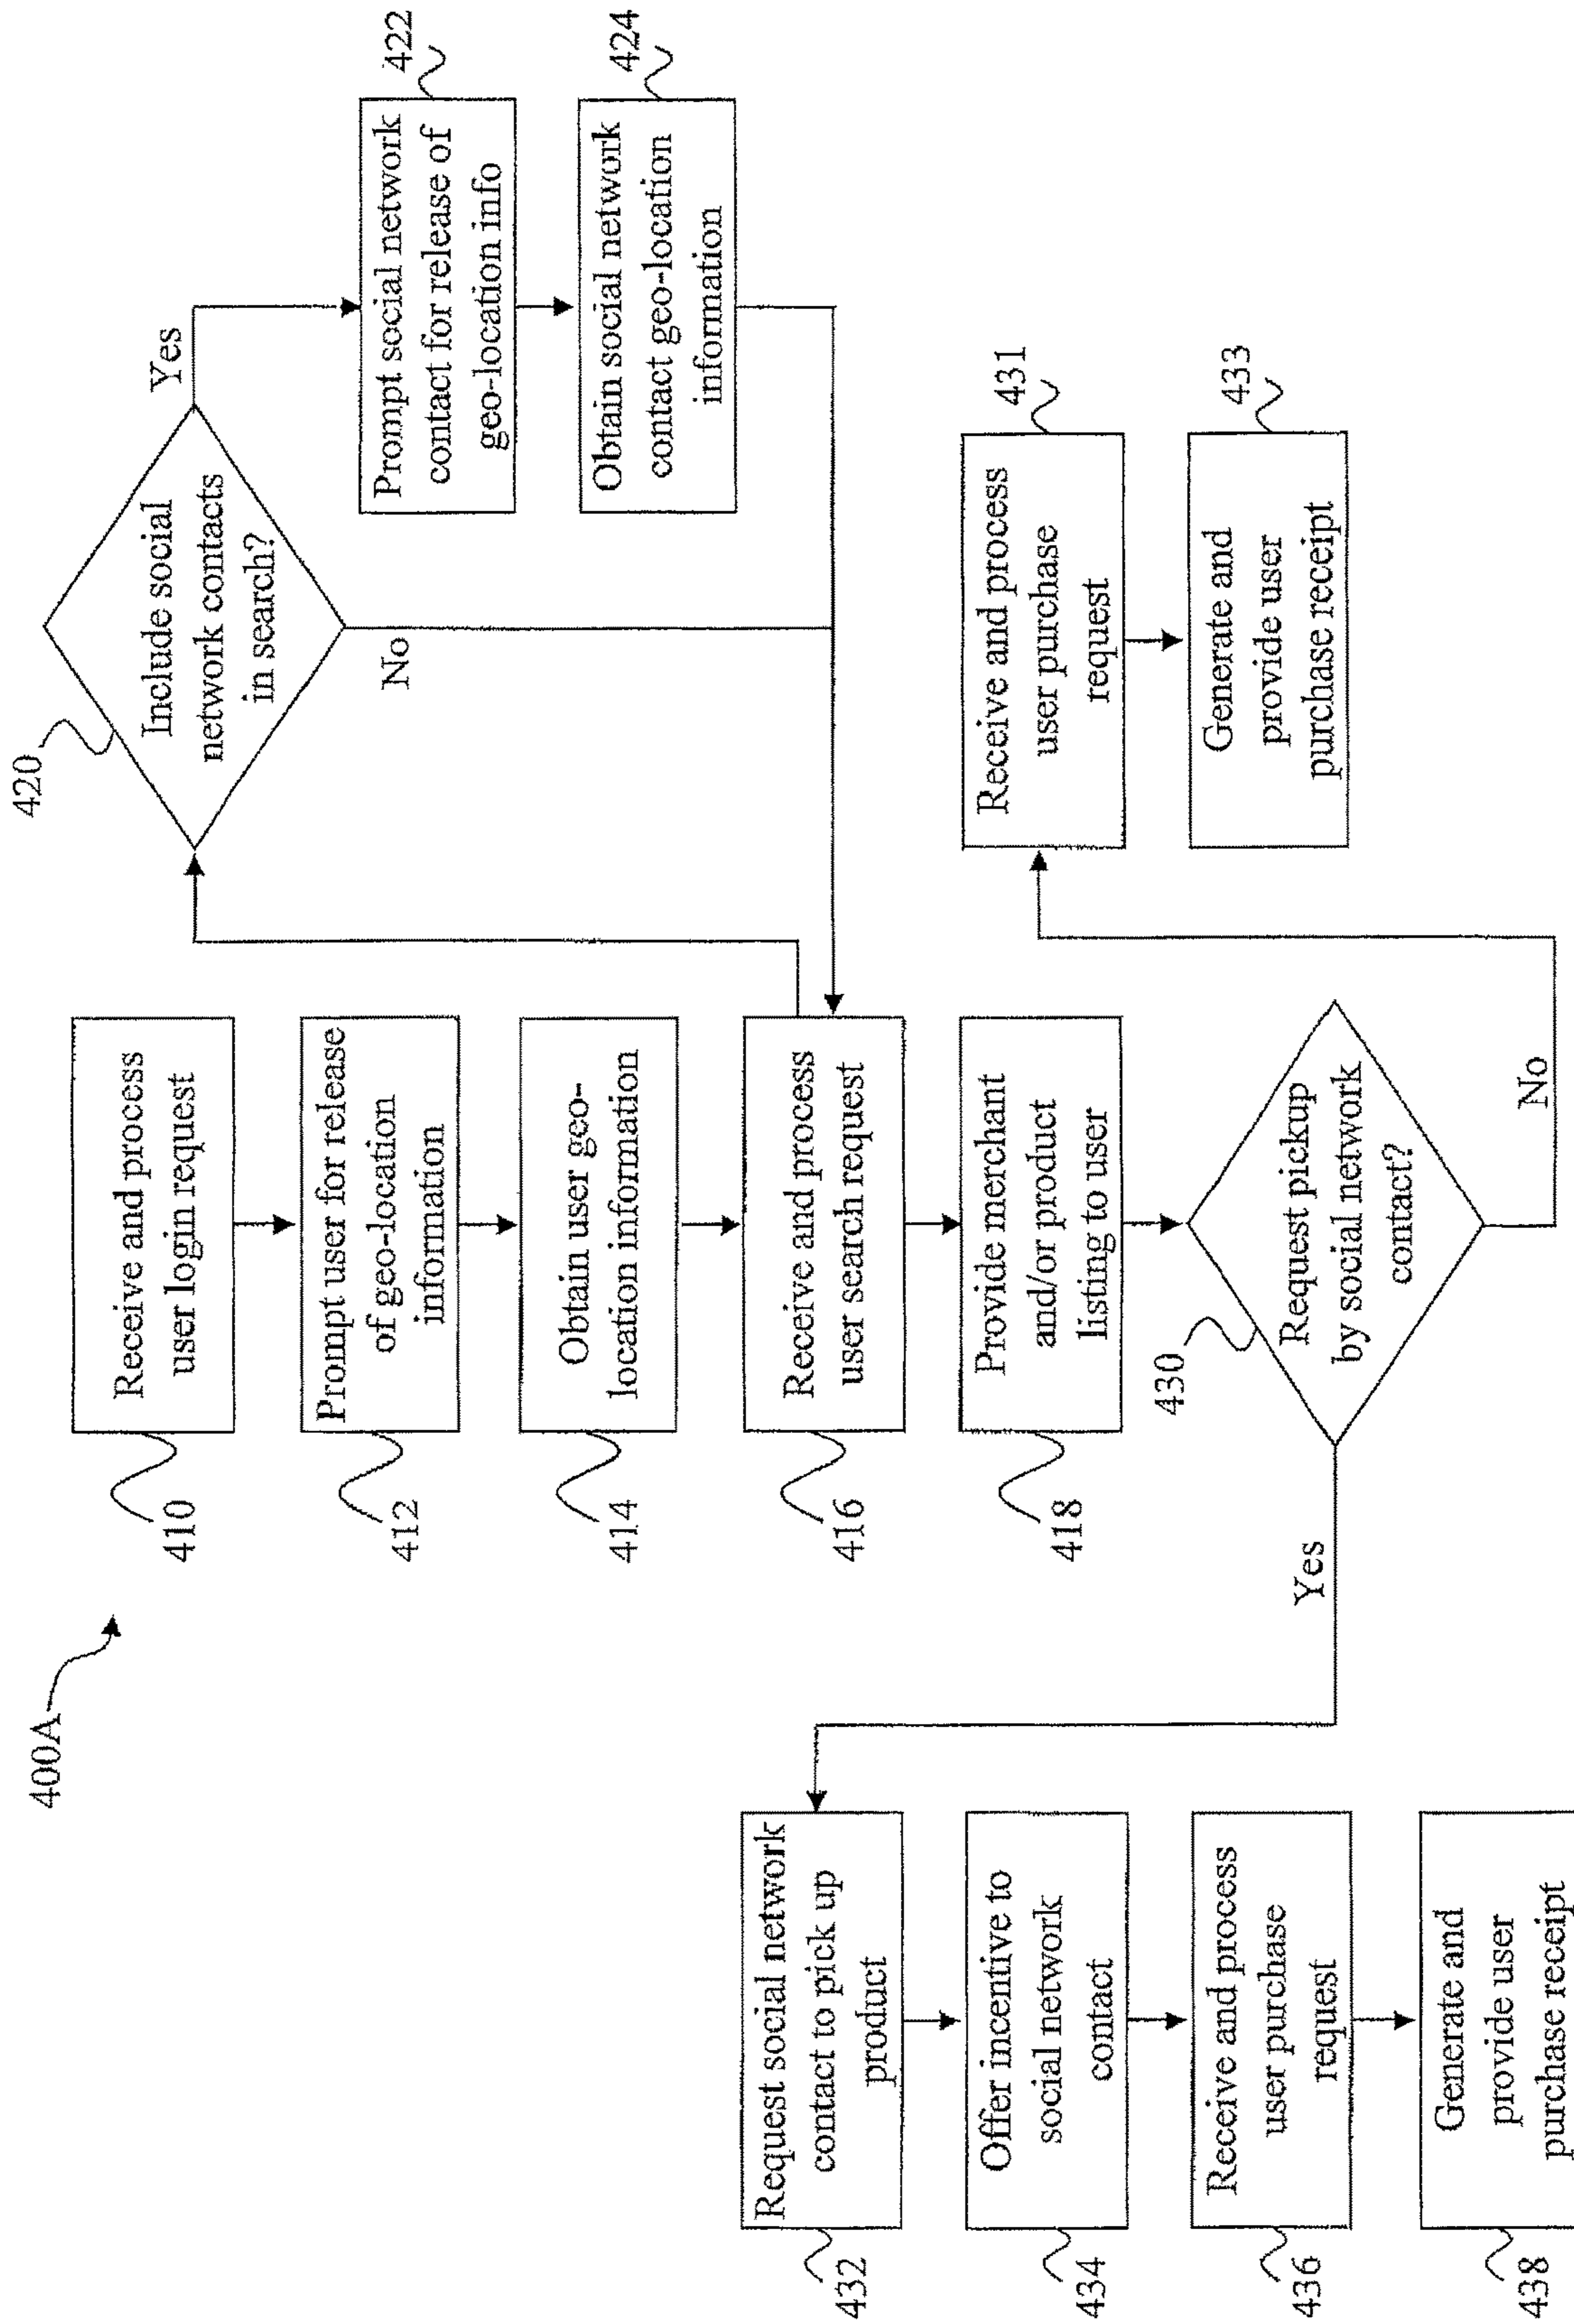 400A
410
Receive and process
user login request
412
Prompt user for release
of geo-location
information
414
Obtain user geo-
location information
416
Receive and process
user search request
418
Provide merchant
and/or product
listing to user
420
Include social
network contacts
in search?
Yes
No
422
Prompt social network
contact for release of
geo-location info
424
Obtain social network
contact geo-location
information
430
Request pickup
by social network
contact?
Yes
No
431
Receive and process
user purchase
request
433
Generate and
provide user
purchase receipt
432
Request social network
contact to pick up
product
434
Offer incentive to
social network
contact
436
Receive and process
user purchase
request
438
Generate and
provide user
purchase receipt